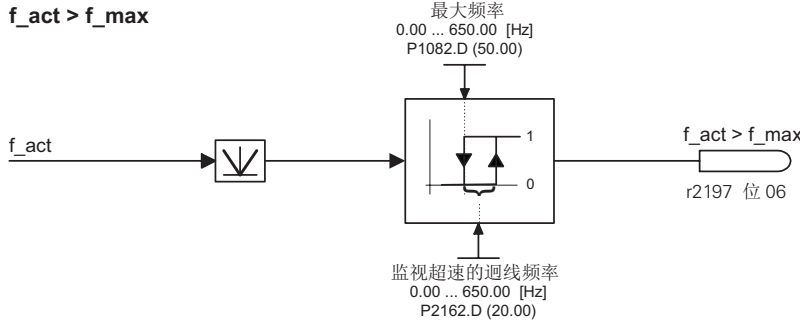 f_act > f_max
最大频率
0.00 ... 650.00 [Hz]
P1082.D (50.00)
f_act
1
0
f_act > f_max
r2197 位 06
监视超速的迥线频率
0.00 ... 650.00 [Hz]
P2162.D (20.00)